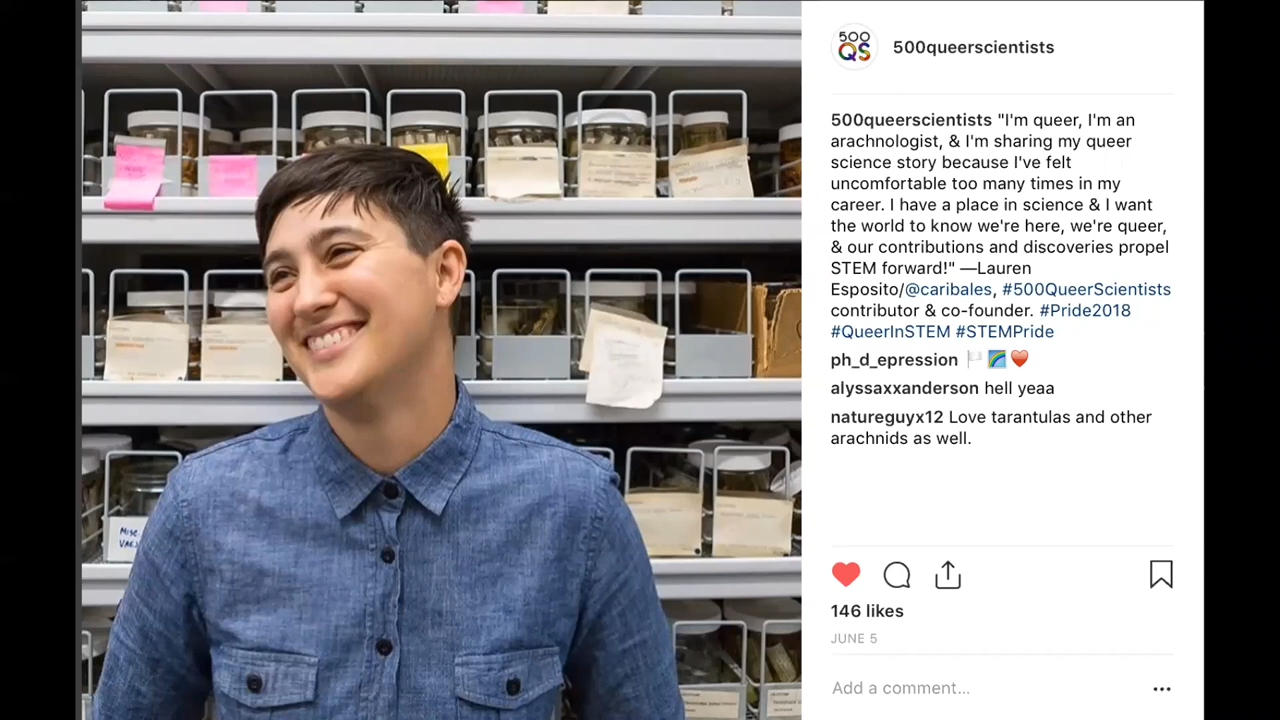 500
QS
500queerscientists
500queerscientists "I'm queer, I'm an
arachnologist, & I'm sharing my queer
science story because I've felt
uncomfortable too many times in my
career. I have a place in science & I want
the world to know we're here, we're queer,
& our contributions and discoveries propel
STEM forward!" —Lauren
Esposito/@caribales, #500QueerScientists
contributor & co-founder. #Pride2018
#QueerInSTEM #STEMPride
ph_d_epression 🏳️🌈❤️
alyssaxxanderson hell yeaa
natureguyx12 Love tarantulas and other
arachnids as well.
146 likes
JUNE 5
Add a comment...
Misc.